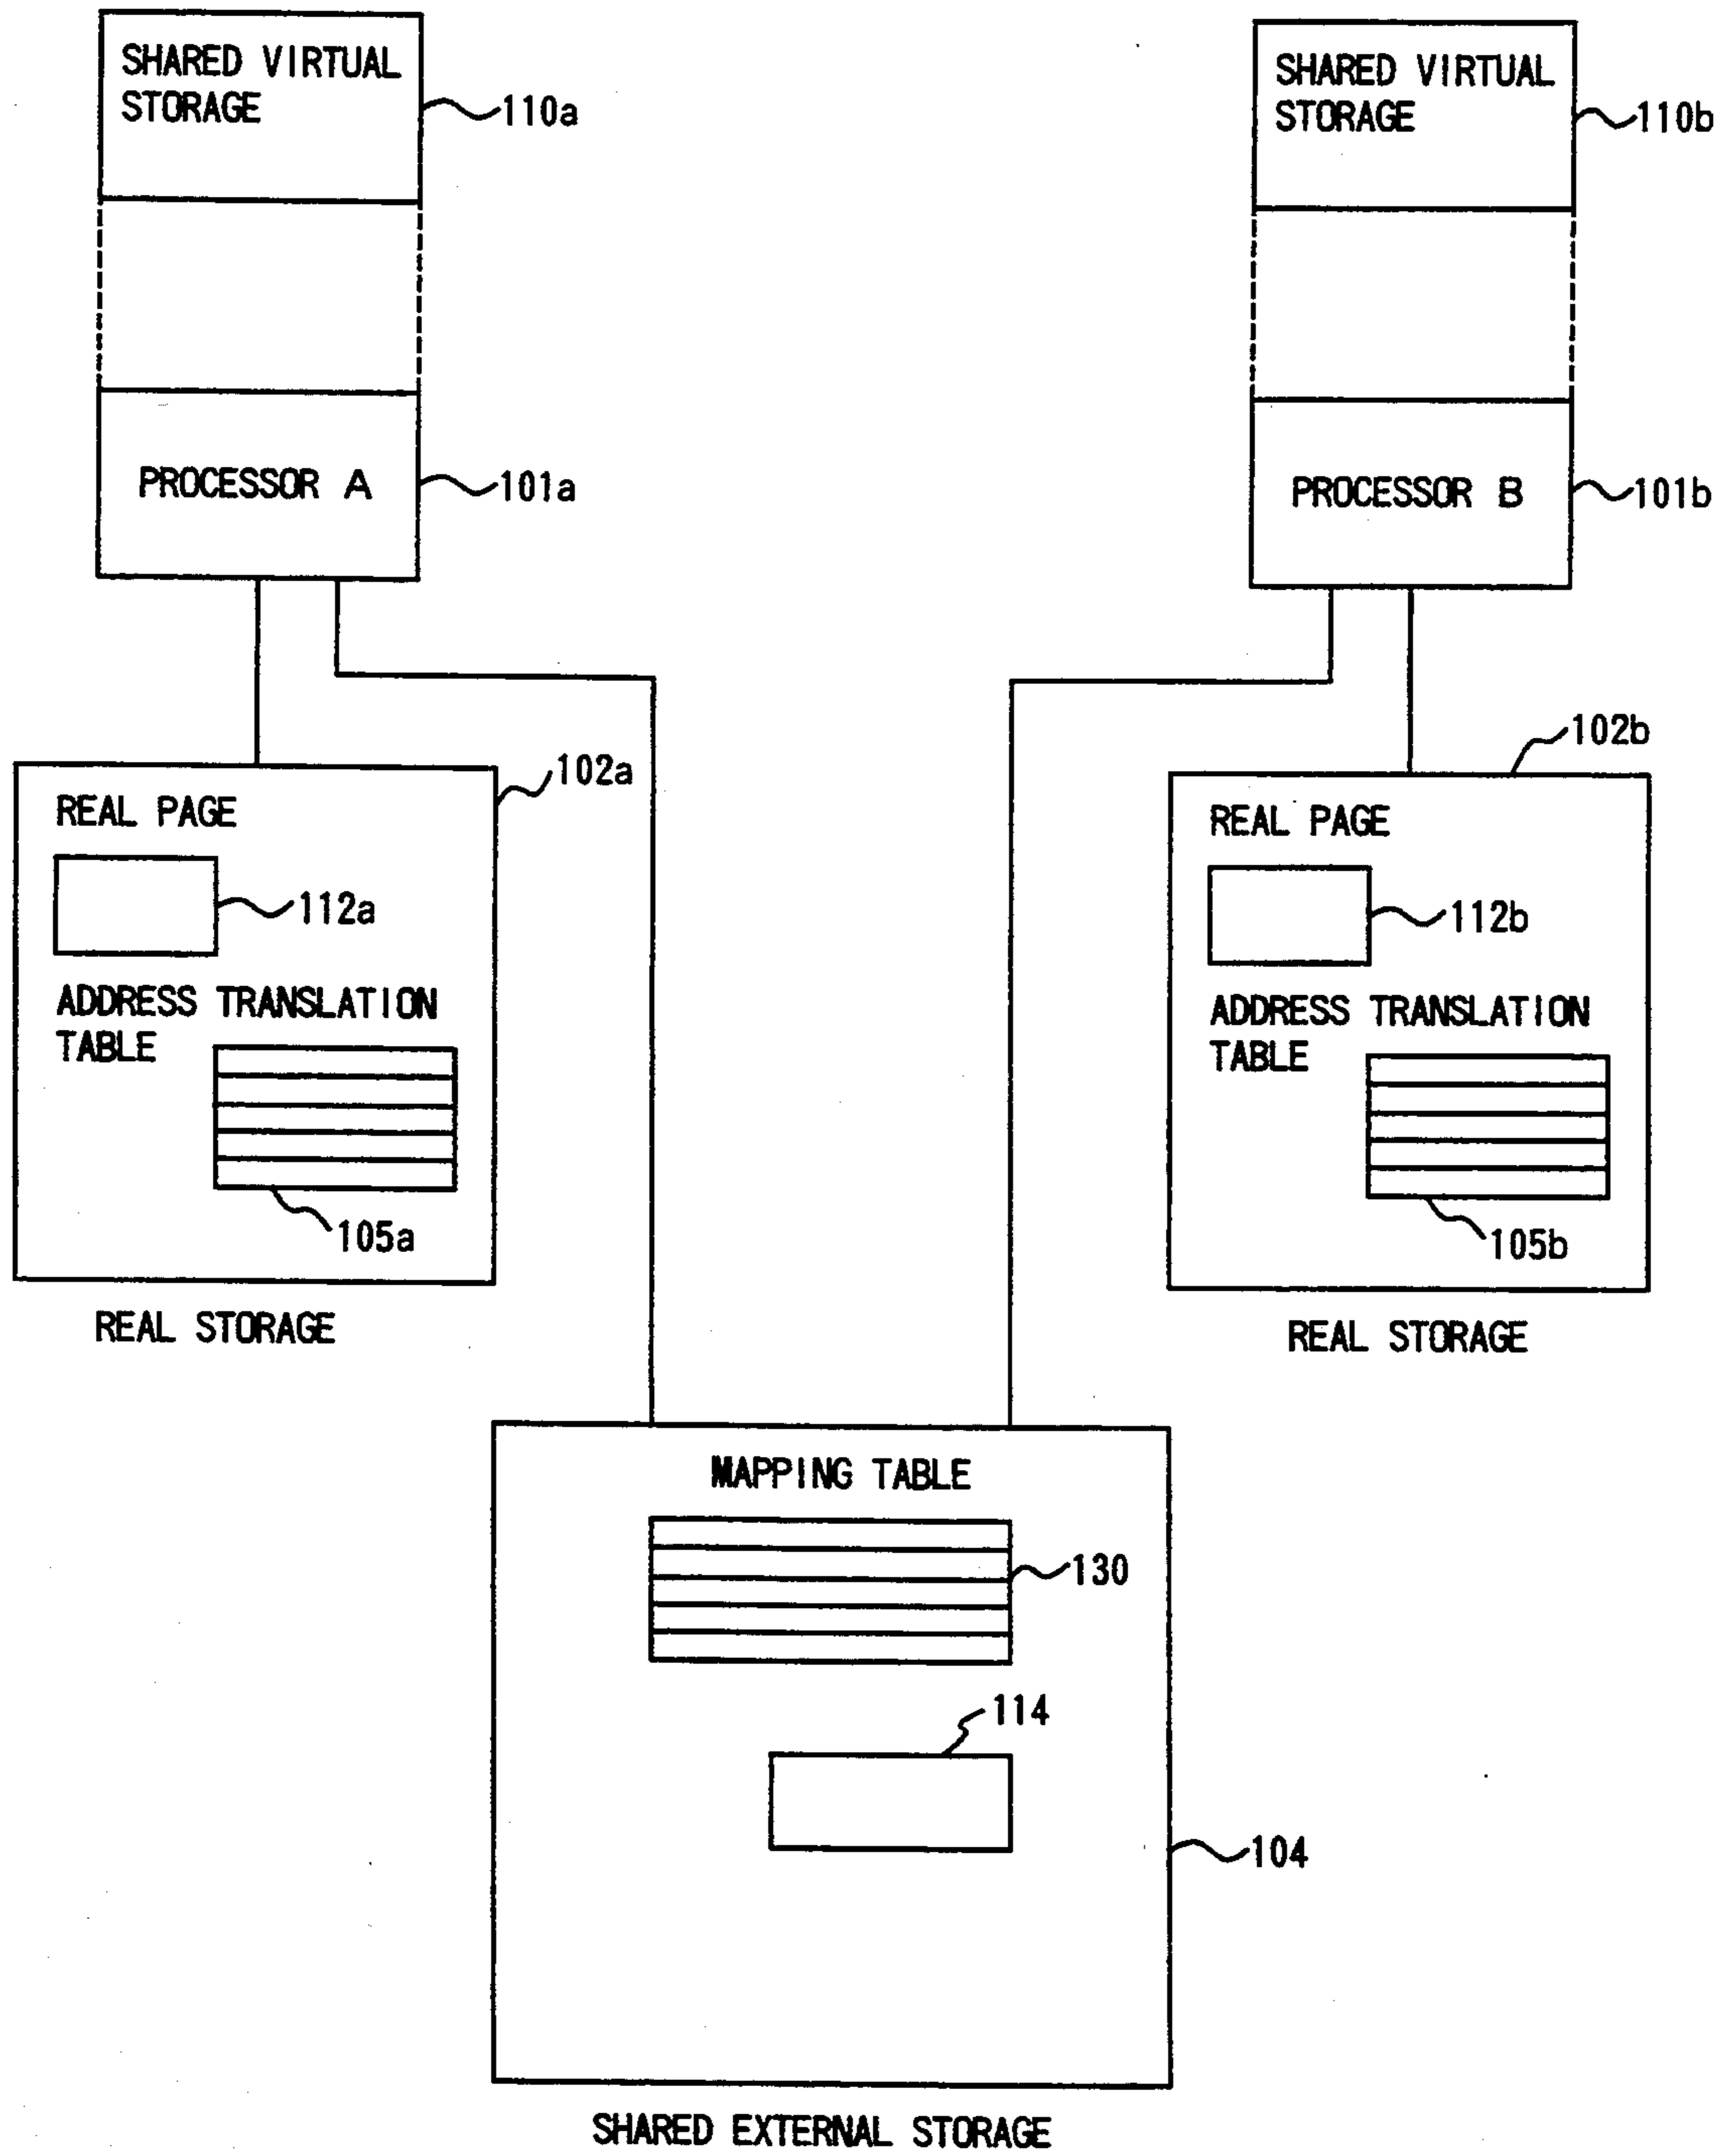 SHARED VIRTUAL
STORAGE
110a
SHARED VIRTUAL
STORAGE
110b
PROCESSOR A
101a
PROCESSOR B
101b
102a
REAL PAGE
112a
ADDRESS TRANSLATION
TABLE
105a
REAL STORAGE
102b
REAL PAGE
112b
ADDRESS TRANSLATION
TABLE
105b
REAL STORAGE
MAPPING TABLE
130
114
104
SHARED EXTERNAL STORAGE